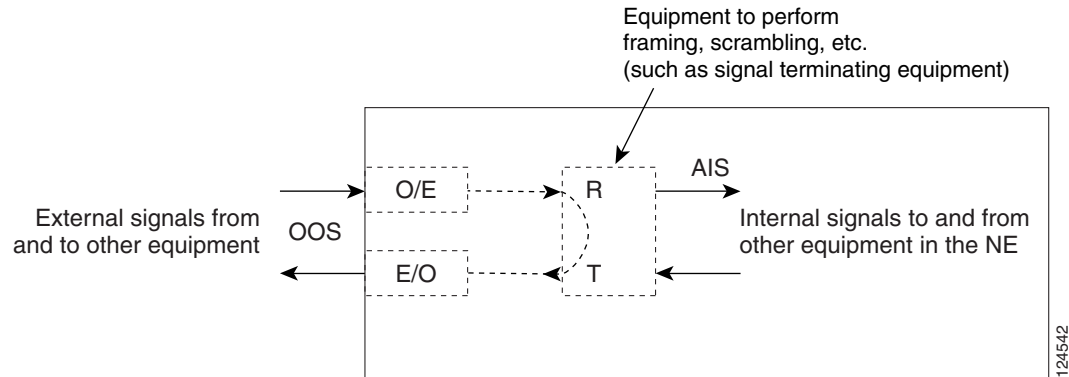 Equipment to perform
framing, scrambling, etc.
(such as signal terminating equipment)
AIS
O/E
R
External signals from
and to other equipment
OOS
Internal signals to and from
other equipment in the NE
E/O
T
124542